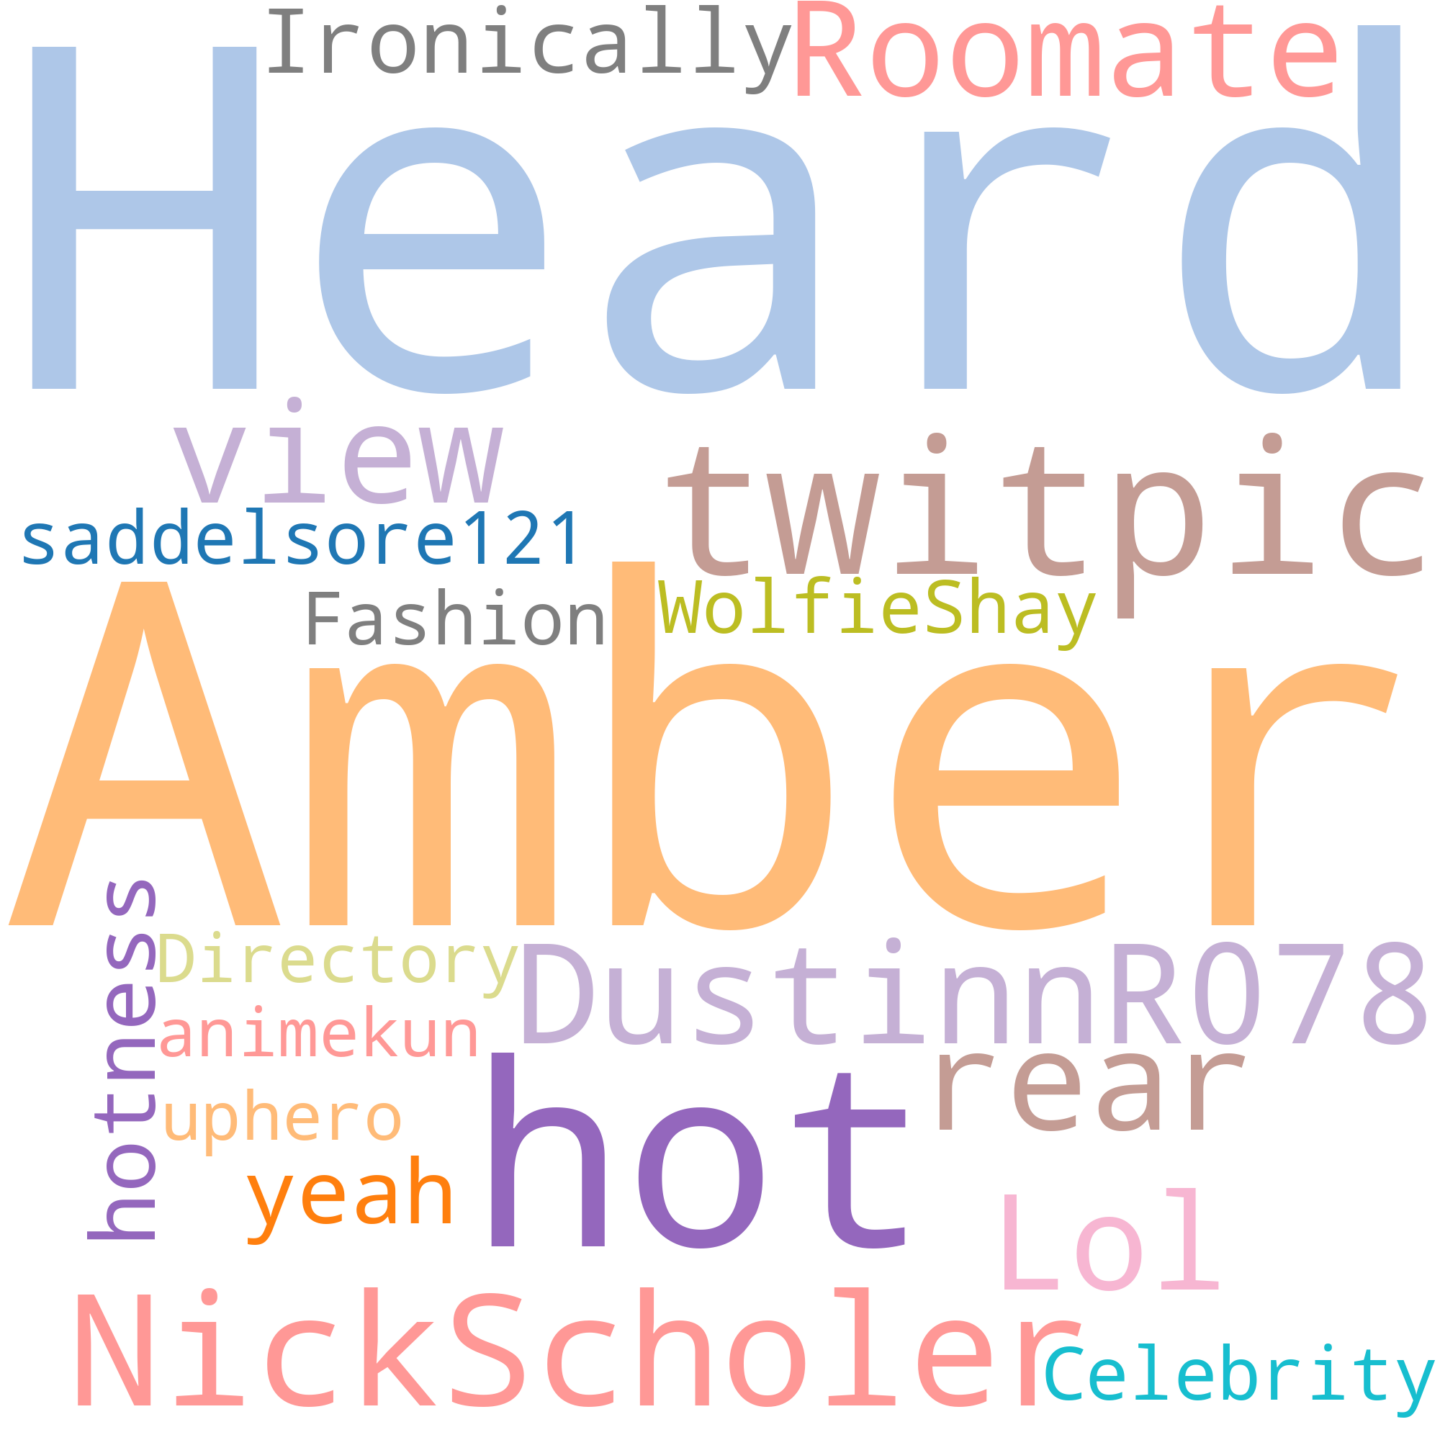 Ironically
Roomate
Heard
view
twitpic
saddelsore121
Fashion
WolfieShay
Amber
hotness
Directory
DustinnR078
animekun
rear
uphero
hot
yeah
Lol
NickScholer
Celebrity